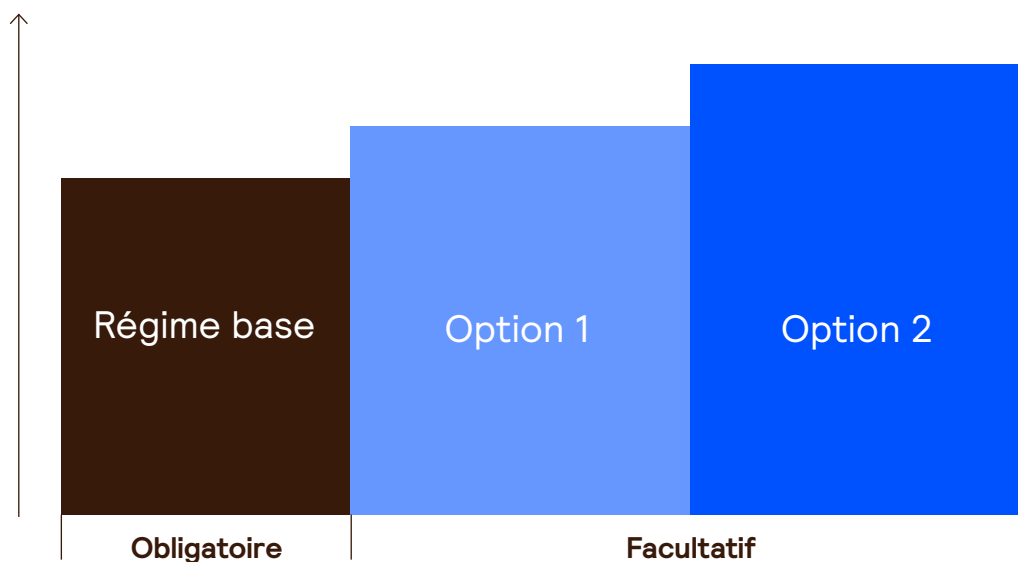 Régime base
Option 1
Option 2
Obligatoire
Facultatif